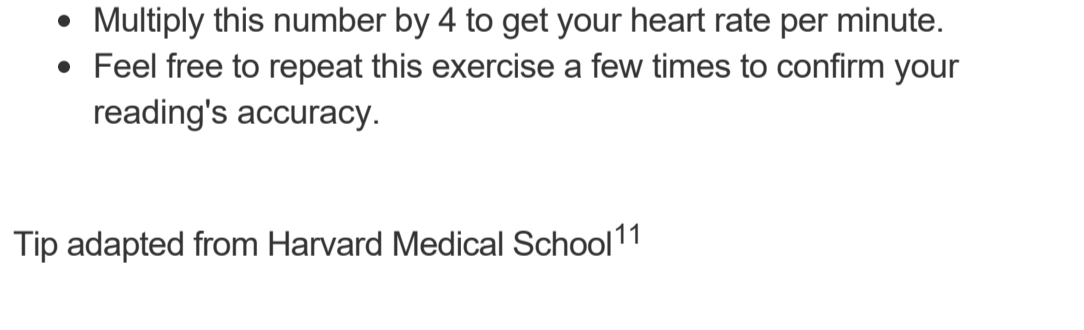 • Multiply this number by 4 to get your heart rate per minute.
• Feel free to repeat this exercise a few times to confirm your
reading's accuracy.
Tip adapted from Harvard Medical School¹¹